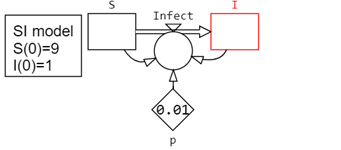 S
Infect
I
SI model
S(0)=9
I(0)=1
0.01
p